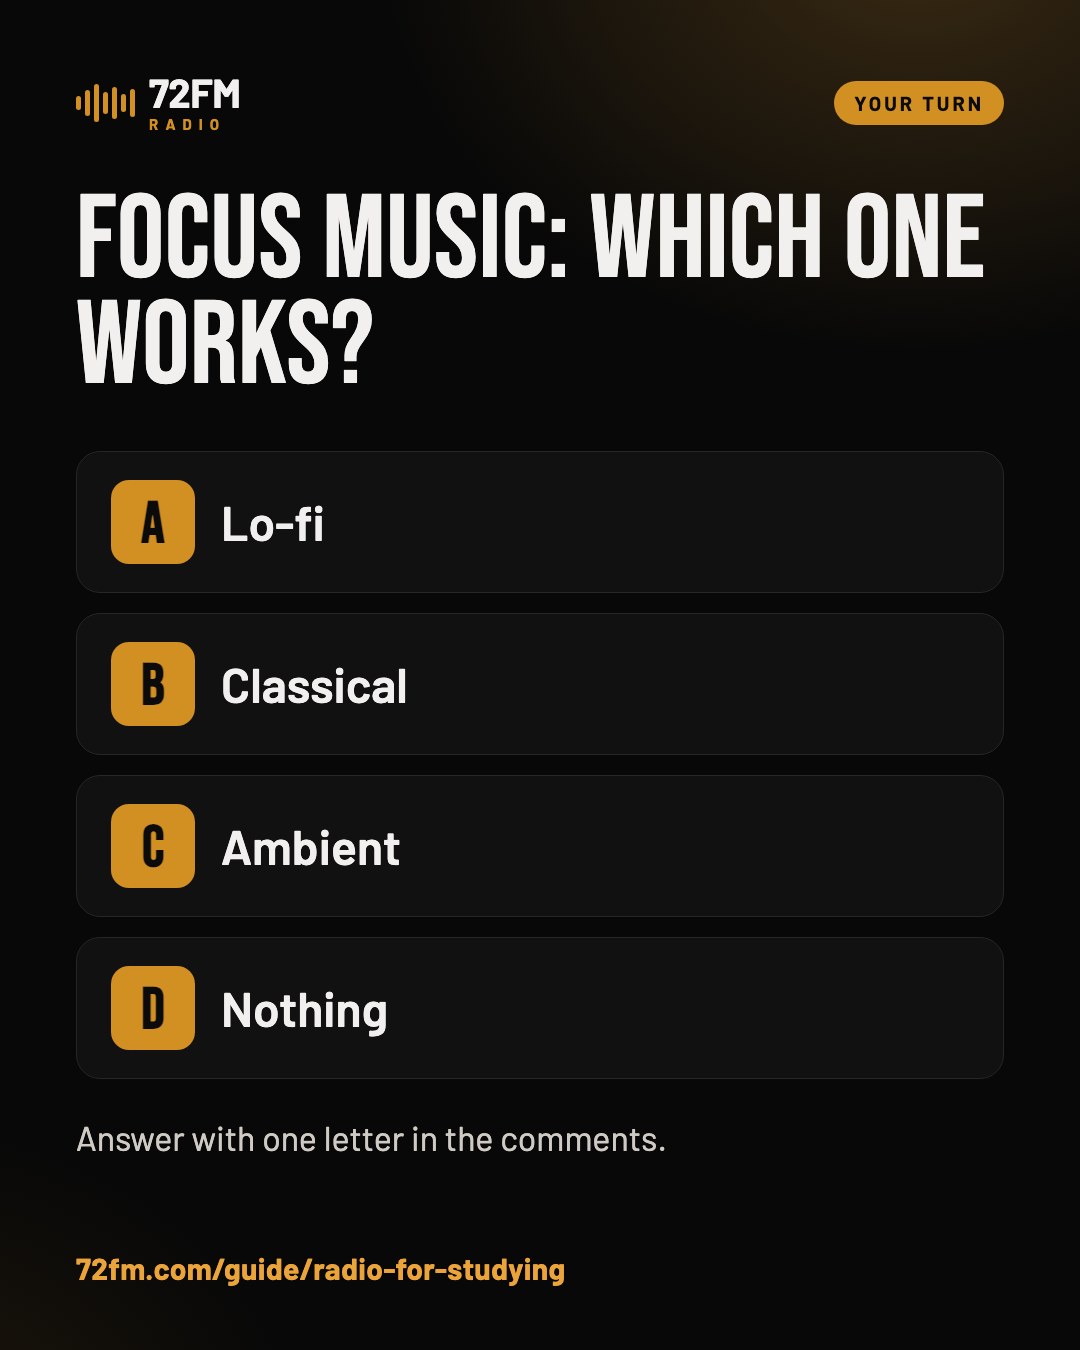 72FM
RADIO
YOUR TURN
FOCUS MUSIC: WHICH ONE
WORKS?
A
Lo-fi
B
Classical
C
Ambient
D
Nothing
Answer with one letter in the comments.
72fm.com/guide/radio-for-studying